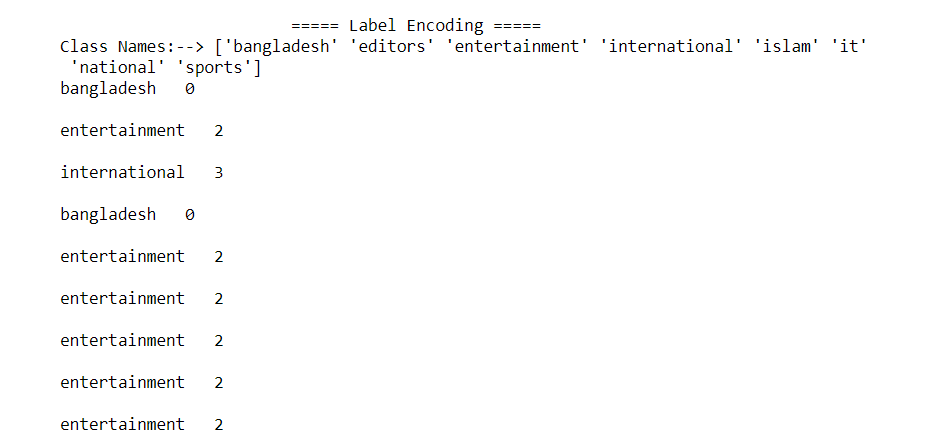 ===== Label Encoding =====
Class Names:--> ['bangladesh' 'editors' 'entertainment' 'international' 'islam' 'it'
'national' 'sports']
bangladesh 0
entertainment 2
international 3
bangladesh 0
entertainment 2
entertainment 2
entertainment 2
entertainment 2
entertainment 2